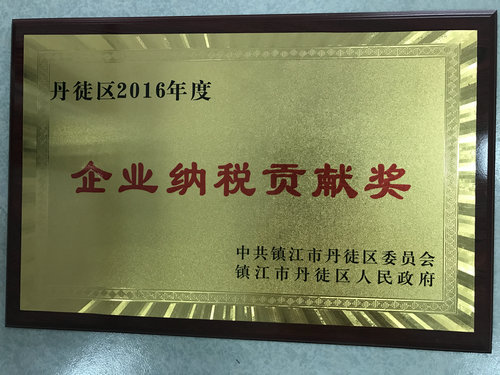 丹徒区2016年度
企业纳税贡献奖
中共镇江市丹徒区委员会
镇江市丹徒区人民政府